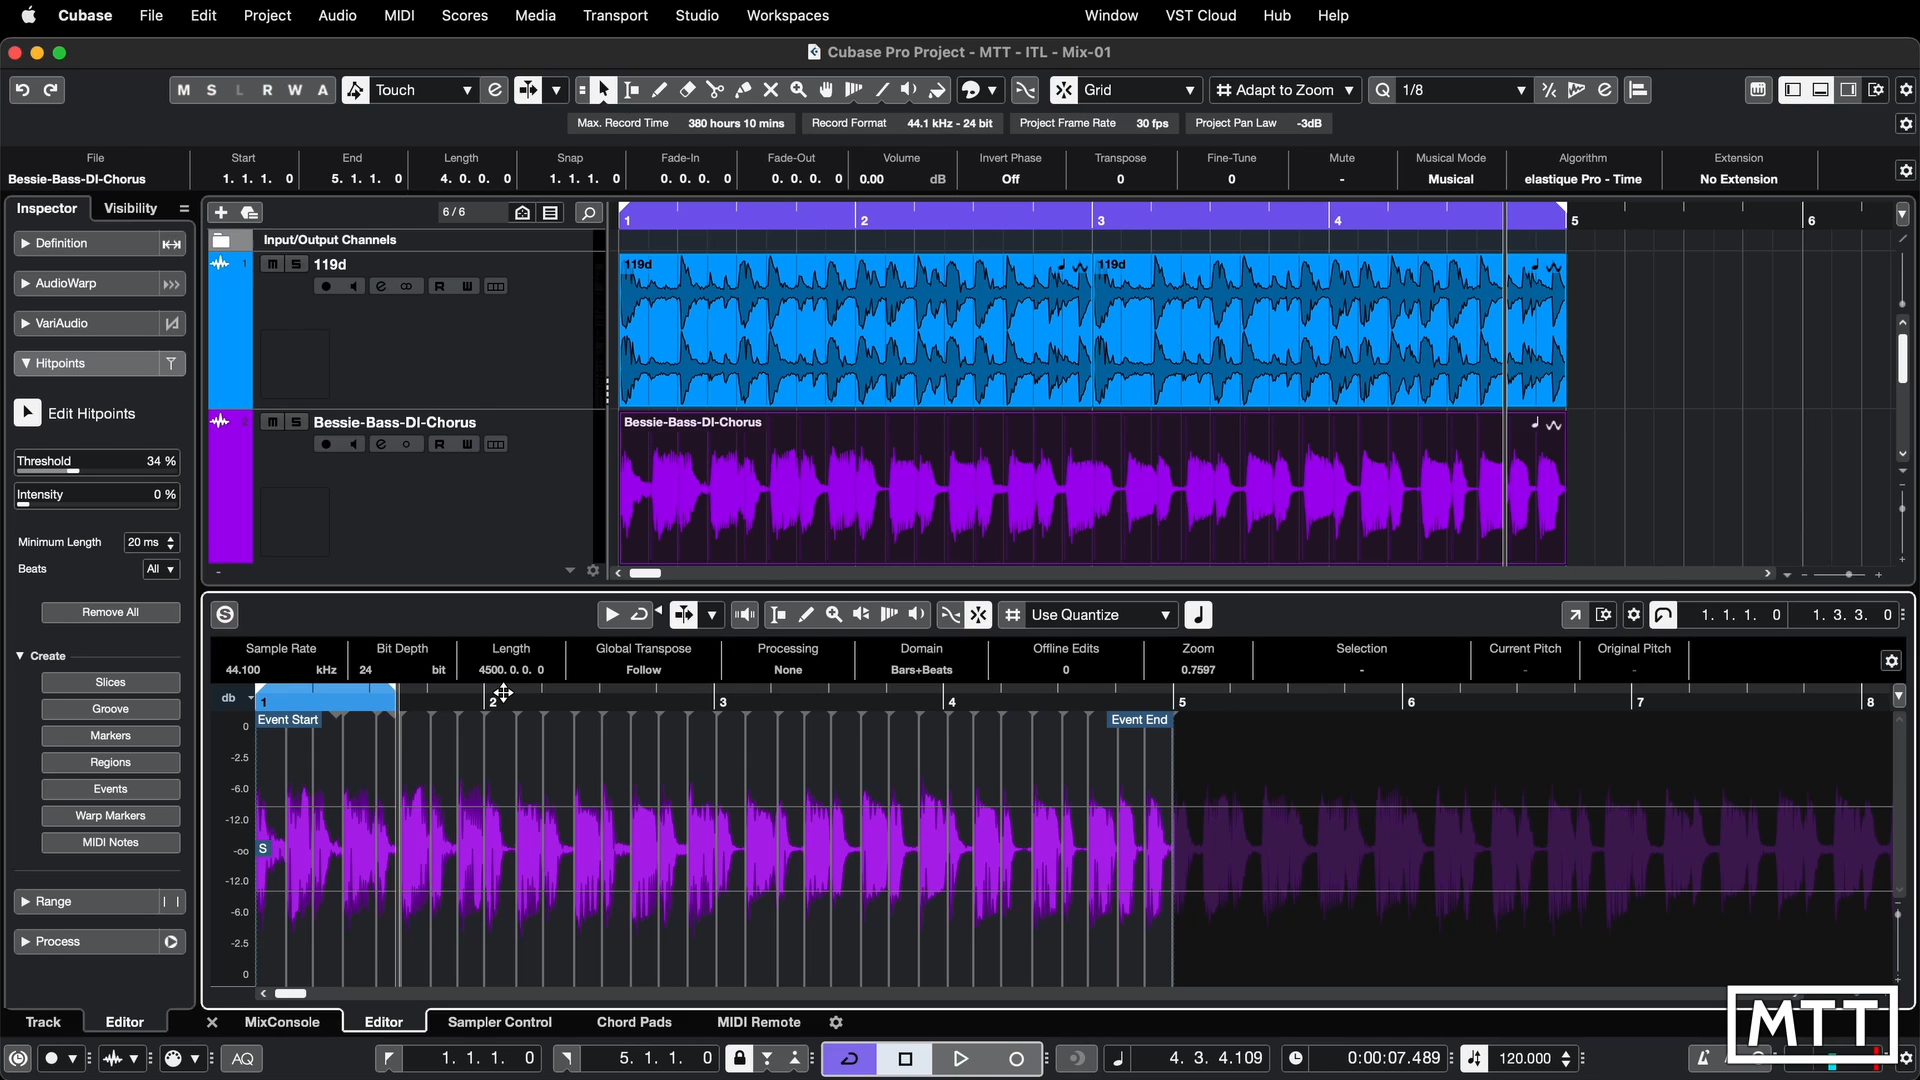 Cubase File Edit Project Audio MIDI Scores Media Transport Studio Workspaces Window VST Cloud Hub Help
Cubase Pro Project - MTT - ITL - Mix-01
M S L R W A Touch Grid Adapt to Zoom Q 1/8
Max. Record Time 380 hours 10 mins Record Format 44.1 kHz - 24 bit Project Frame Rate 30 fps Project Pan Law -3dB
File Start End Length Snap Fade-In Fade-Out Volume Invert Phase Transpose Fine-Tune Mute Musical Mode Algorithm Extension
Bessie-Bass-DI-Chorus 1. 1. 1. 0 5. 1. 1. 0 4. 0. 0. 0 1. 1. 1. 0 0. 0. 0. 0 0. 0. 0. 0 0.00 dB Off 0 0 - Musical elastique Pro - Time No Extension
Inspector Visibility 6 / 6 1 2 3 4 5 6
Definition
Input/Output Channels
AudioWarp
VariAudio
Hitpoints
Edit Hitpoints
Threshold 34 %
Intensity 0 %
Minimum Length 20 ms
Beats All
Remove All
Create
Slices
Groove
Markers
Regions
Events
Warp Markers
MIDI Notes
Range
Process
1 m S 119d
R W
119d 119d
2 m S Bessie-Bass-DI-Chorus
R W
Bessie-Bass-DI-Chorus
Use Quantize 1. 1. 1. 0 1. 3. 3. 0
Sample Rate Bit Depth Length Global Transpose Processing Domain Offline Edits Zoom Selection Current Pitch Original Pitch
44.100 kHz 24 bit 4500. 0. 0. 0 Follow None Bars+Beats 0 0.7597 - - -
db 1 2 3 4 5 6 7 8
Event Start Event End
0
-2.5
-6.0
-12.0
-oo S
-12.0
-6.0
-2.5
0
Track Editor MixConsole Editor Sampler Control Chord Pads MIDI Remote
AQ 1. 1. 1. 0 5. 1. 1. 0 4. 3. 4.109 0:00:07.489 120.000
MTT